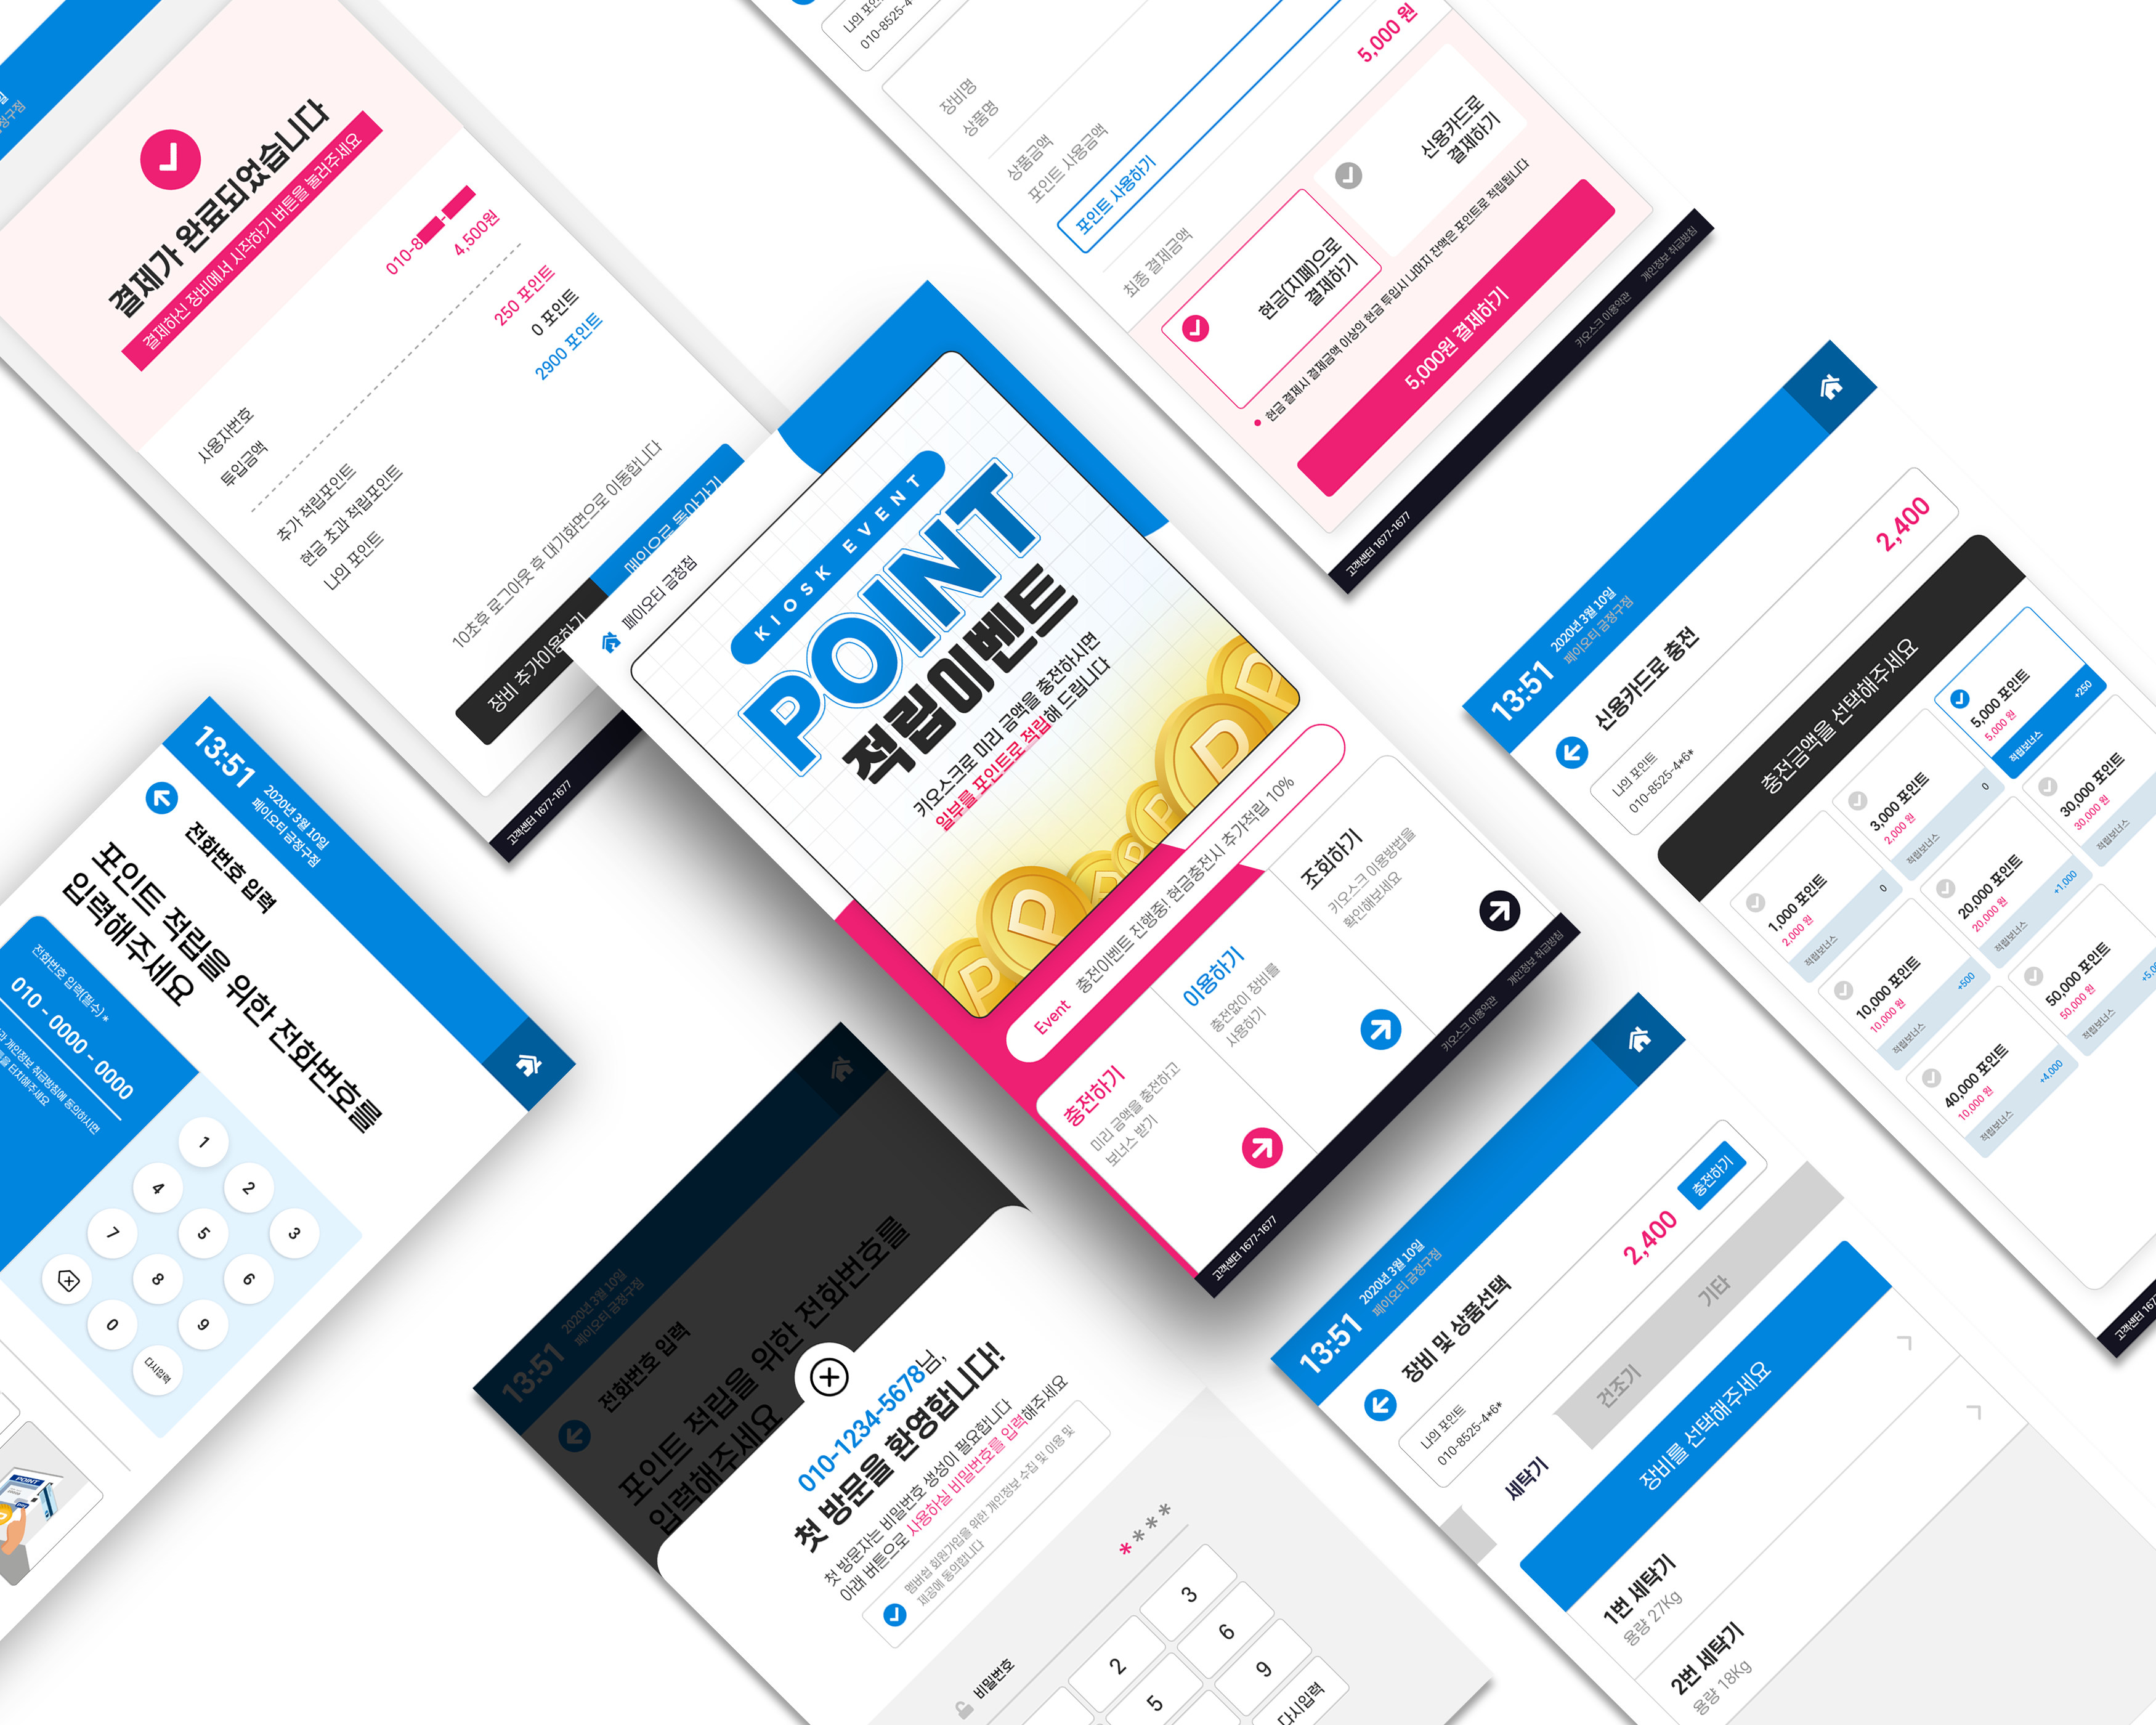 결제가 완료되었습니다
결제하신 장비에서 시작하기 버튼을 눌러주세요
사용자번호
010-8
투입금액
4,500원
추가 적립포인트
250 포인트
현금 초과 적립포인트
0 포인트
나의 포인트
2900 포인트
10초후 로그아웃 후 대기화면으로 이동합니다
장비 추가이용하기
메인으로 돌아가기
고객센터 1677-1677
010-8525-4
장비명
상품명
상품금액
포인트 사용금액
포인트 사용하기
최종 결제금액
5,000 원
현금(지폐)으로
결제하기
신용카드로
결제하기
현금 결제시 결제금액 이상의 현금 투입시 나머지 잔액은 포인트로 적립됩니다
5,000원 결제하기
고객센터 1677-1677
키오스크 이용약관
개인정보 취급방침
페이오티 금정점
KIOSK EVENT
POINT
적립이벤트
키오스크로 미리 금액을 충전하시면
일부를 포인트로 적립해 드립니다
Event
충전이벤트 진행중! 현금충전시 추가적립 10%
충전하기
미리 금액을 충전하고
보너스 받기
이용하기
충전없이 장비를
사용하기
조회하기
키오스크 이용방법을
확인해보세요
고객센터 1677-1677
키오스크 이용약관
개인정보 취급방침
13:51
2020년 3월 10일
페이오티 금정구점
신용카드로 충전
나의 포인트
010-8525-4*6*
2,400
충전금액을 선택해주세요
1,000 포인트
2,000 원
적립보너스
0
3,000 포인트
2,000 원
적립보너스
0
5,000 포인트
5,000 원
적립보너스
+250
10,000 포인트
10,000 원
적립보너스
+500
20,000 포인트
20,000 원
적립보너스
+1,000
30,000 포인트
30,000 원
적립보너스
40,000 포인트
10,000 원
적립보너스
+4,000
50,000 포인트
50,000 원
적립보너스
13:51
2020년 3월 10일
페이오티 금정구점
전화번호 입력
포인트 적립을 위한 전화번호를
입력해주세요
전화번호 입력(필수) *
010 - 0000 - 0000
개인정보 취급방침에 동의하시면
터치해주세요
1
2
3
4
5
6
7
8
9
0
다시입력
POINT
13:51
2020년 3월 10일
페이오티 금정구점
전화번호 입력
포인트 적립을 위한 전화번호를
입력해주세요
010-1234-5678님,
첫 방문을 환영합니다!
첫 방문자는 비밀번호 생성이 필요합니다
아래 버튼으로 사용하실 비밀번호를 입력해주세요
멤버쉽 회원가입을 위한 개인정보 수집 및 이용 및
제공에 동의합니다
비밀번호
****
2
3
5
6
9
다시입력
13:51
2020년 3월 10일
페이오티 금정구점
장비 및 상품선택
나의 포인트
010-8525-4*6*
2,400
충전하기
세탁기
건조기
기타
장비를 선택해주세요
1번 세탁기
용량 27Kg
2번 세탁기
용량 18Kg